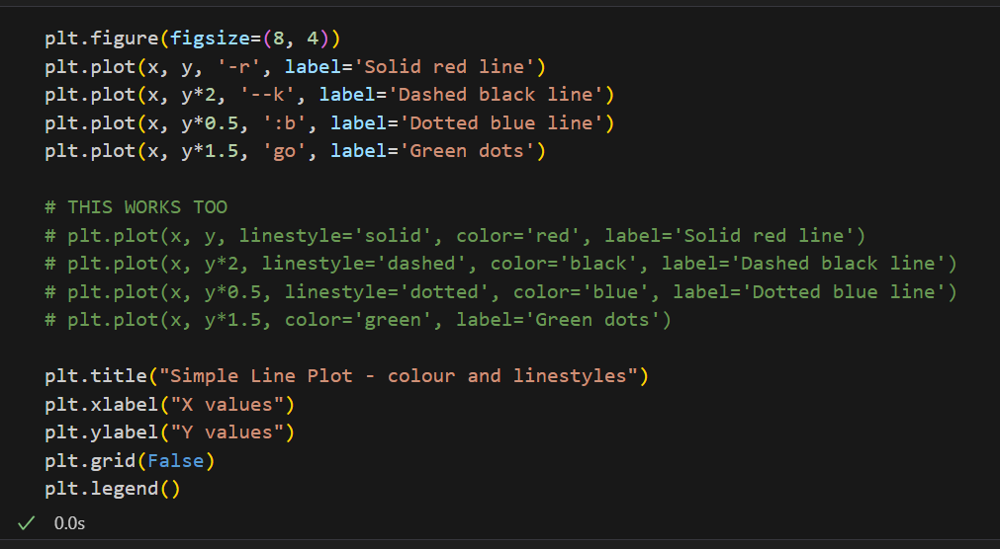 plt.figure(figsize=(8, 4))
plt.plot(x, y, '-r', label='Solid red line')
plt.plot(x, y*2, '--k', label='Dashed black line')
plt.plot(x, y*0.5, ':b', label='Dotted blue line')
plt.plot(x, y*1.5, 'go', label='Green dots')
# THIS WORKS TOO
# plt.plot(x, y, linestyle='solid', color='red', label='Solid red line')
# plt.plot(x, y*2, linestyle='dashed', color='black', label='Dashed black line')
# plt.plot(x, y*0.5, linestyle='dotted', color='blue', label='Dotted blue line')
# plt.plot(x, y*1.5, color='green', label='Green dots')
plt.title("Simple Line Plot - colour and linestyles")
plt.xlabel("X values")
plt.ylabel("Y values")
plt.grid(False)
plt.legend()
0.0s